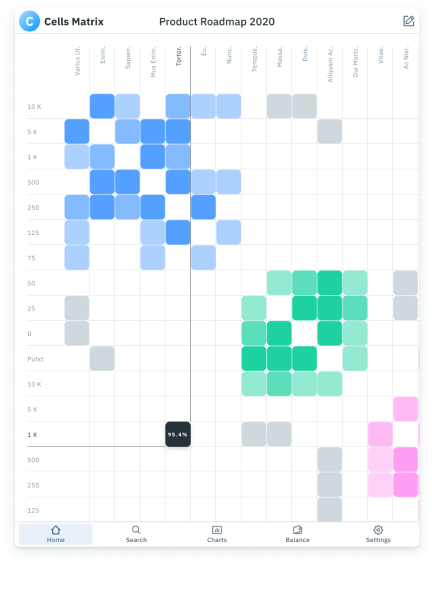 C Cells Matrix
Product Roadmap 2020
Varius Ut.
Enim.
Sapien.
Mus Enim.
Tortor.
Eu.
Nunc.
Tempus.
Massa.
Duis.
Aliquam Ac.
Dui Morbi.
Vitae.
Ac Nisi.
10 K
5 K
1 K
500
250
125
75
50
25
0
Putxt
10 K
5 K
1 K
95.4%
500
250
125
Home
Search
Charts
Balance
Settings